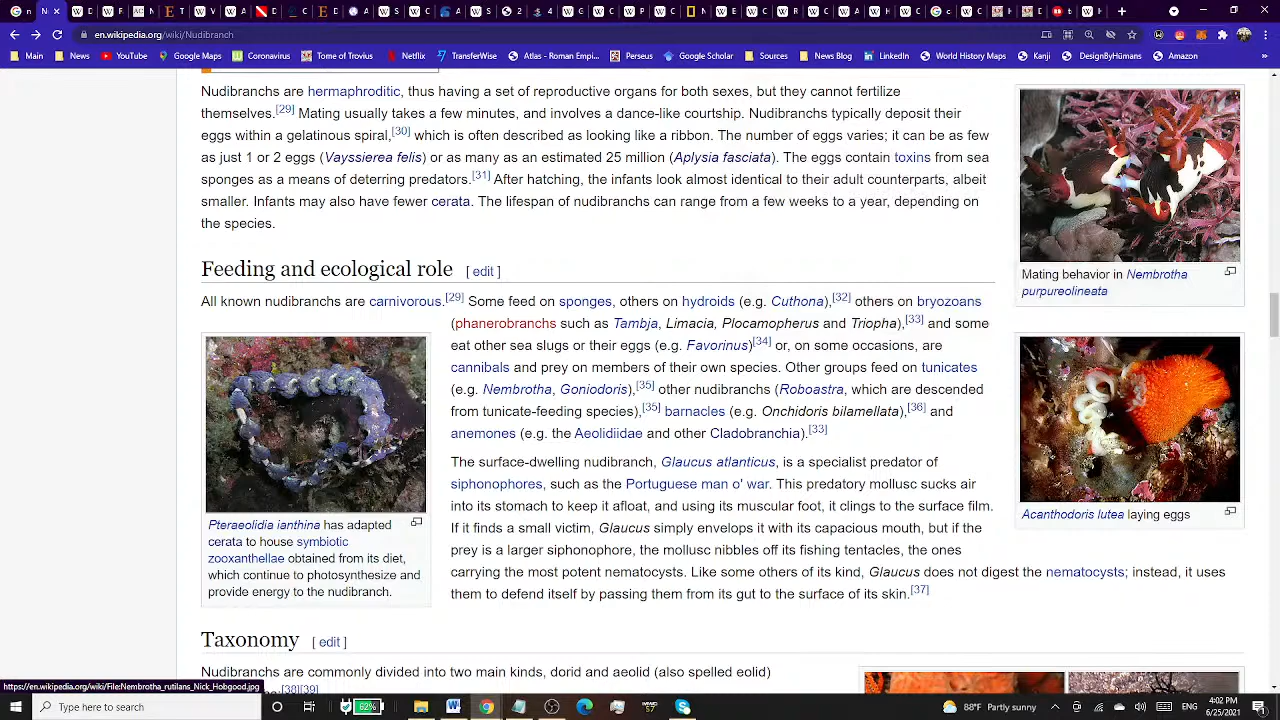 en.wikipedia.org/wiki/Nudibranch
Main
News
YouTube
Google Maps
Coronavirus
Tome of Trovius
Netflix
TransferWise
Atlas - Roman Empi...
Perseus
Google Scholar
Sources
News Blog
LinkedIn
World History Maps
Kanji
DesignByHumans
Amazon
»
Nudibranchs are hermaphroditic, thus having a set of reproductive organs for both sexes, but they cannot fertilize
themselves.[29] Mating usually takes a few minutes, and involves a dance-like courtship. Nudibranchs typically deposit their
eggs within a gelatinous spiral,[30] which is often described as looking like a ribbon. The number of eggs varies; it can be as few
as just 1 or 2 eggs (Vayssierea felis) or as many as an estimated 25 million (Aplysia fasciata). The eggs contain toxins from sea
sponges as a means of deterring predators.[31] After hatching, the infants look almost identical to their adult counterparts, albeit
smaller. Infants may also have fewer cerata. The lifespan of nudibranchs can range from a few weeks to a year, depending on
the species.
Mating behavior in Nembrotha
purpureolineata
Feeding and ecological role [ edit ]
All known nudibranchs are carnivorous.[29] Some feed on sponges, others on hydroids (e.g. Cuthona),[32] others on bryozoans
(phanerobranchs such as Tambja, Limacia, Plocamopherus and Triopha),[33] and some
eat other sea slugs or their eggs (e.g. Favorinus)[34] or, on some occasions, are
cannibals and prey on members of their own species. Other groups feed on tunicates
(e.g. Nembrotha, Goniodoris),[35] other nudibranchs (Roboastra, which are descended
from tunicate-feeding species),[35] barnacles (e.g. Onchidoris bilamellata),[36] and
anemones (e.g. the Aeolidiidae and other Cladobranchia).[33]
The surface-dwelling nudibranch, Glaucus atlanticus, is a specialist predator of
siphonophores, such as the Portuguese man o' war. This predatory mollusc sucks air
into its stomach to keep it afloat, and using its muscular foot, it clings to the surface film.
If it finds a small victim, Glaucus simply envelops it with its capacious mouth, but if the
prey is a larger siphonophore, the mollusc nibbles off its fishing tentacles, the ones
carrying the most potent nematocysts. Like some others of its kind, Glaucus does not digest the nematocysts; instead, it uses
them to defend itself by passing them from its gut to the surface of its skin.[37]
Pteraeolidia ianthina has adapted
cerata to house symbiotic
zooxanthellae obtained from its diet,
which continue to photosynthesize and
provide energy to the nudibranch.
Acanthodoris lutea laying eggs
Taxonomy [ edit ]
Nudibranchs are commonly divided into two main kinds, dorid and aeolid (also spelled eolid)
[38][39]
https://en.wikipedia.org/wiki/File:Nembrotha_rutilans_Nick_Hobgood.jpg
Type here to search
62%
88°F Partly sunny
4:02 PM
6/25/2021